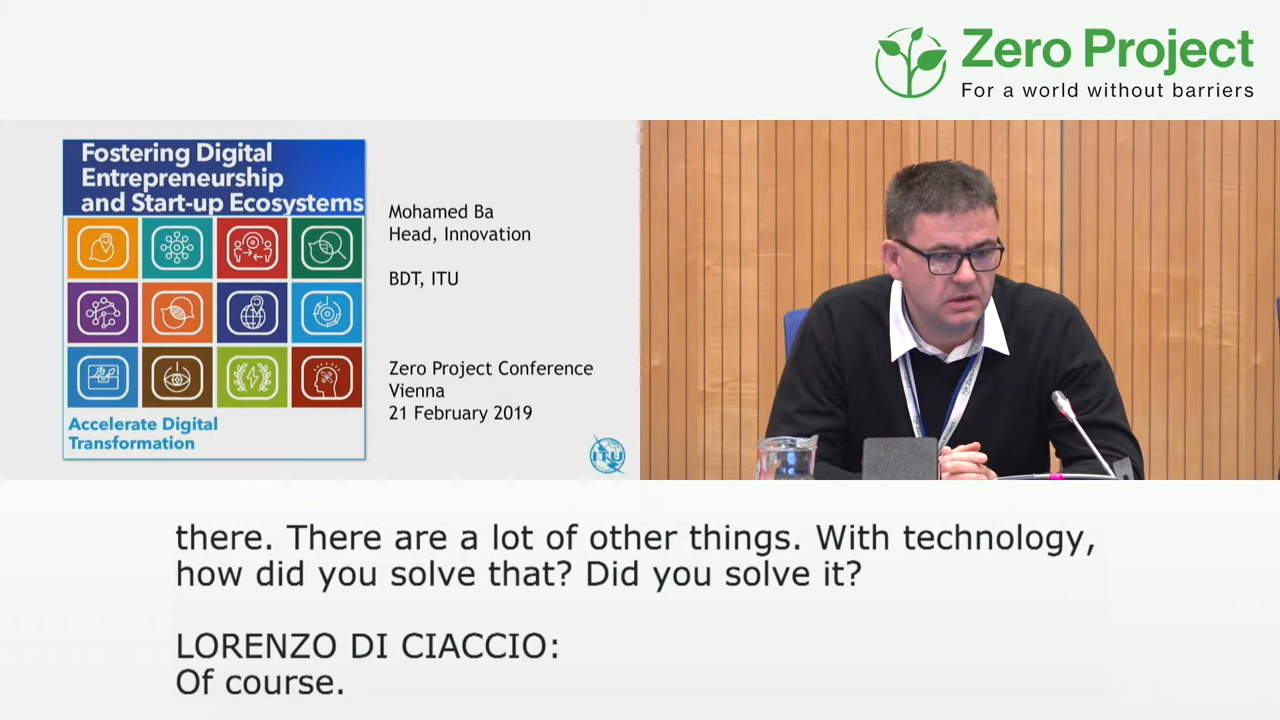 Zero Project
For a world without barriers
Fostering Digital
Entrepreneurship
and Start-up Ecosystems
Accelerate Digital
Transformation
Mohamed Ba
Head, Innovation
BDT, ITU
Zero Project Conference
Vienna
21 February 2019
ITU
there. There are a lot of other things. With technology,
how did you solve that? Did you solve it?
LORENZO DI CIACCIO:
Of course.